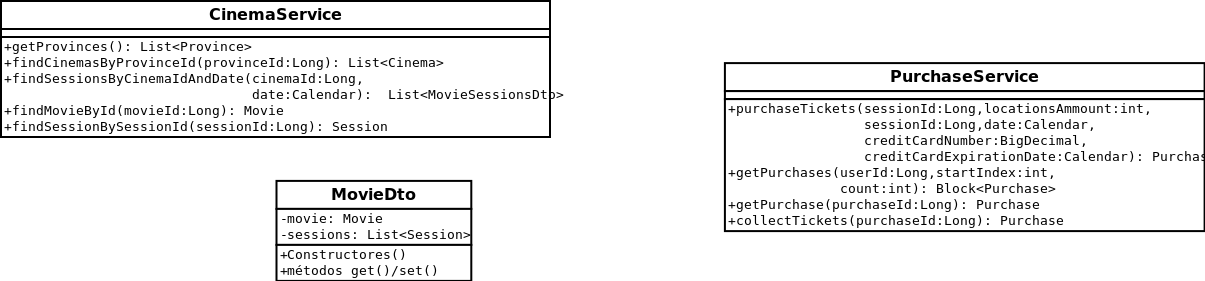 CinemaService
+getProvinces(): List<Province>
+findCinemasByProvinceId(provinceId:Long): List<Cinema>
+findSessionsByCinemaIdAndDate(cinemaId:Long,
date:Calendar): List<MovieSessionsDto>
+findMovieById(movieId:Long): Movie
+findSessionBySessionId(sessionId:Long): Session
MovieDto
-movie: Movie
-sessions: List<Session>
+Constructores()
+métodos get()/set()
PurchaseService
+purchaseTickets(sessionId:Long,locationsAmmount:int,
sessionId:Long,date:Calendar,
creditCardNumber:BigDecimal,
creditCardExpirationDate:Calendar): Purchas
+getPurchases(userId:Long,startIndex:int,
count:int): Block<Purchase>
+getPurchase(purchaseId:Long): Purchase
+collectTickets(purchaseId:Long): Purchase